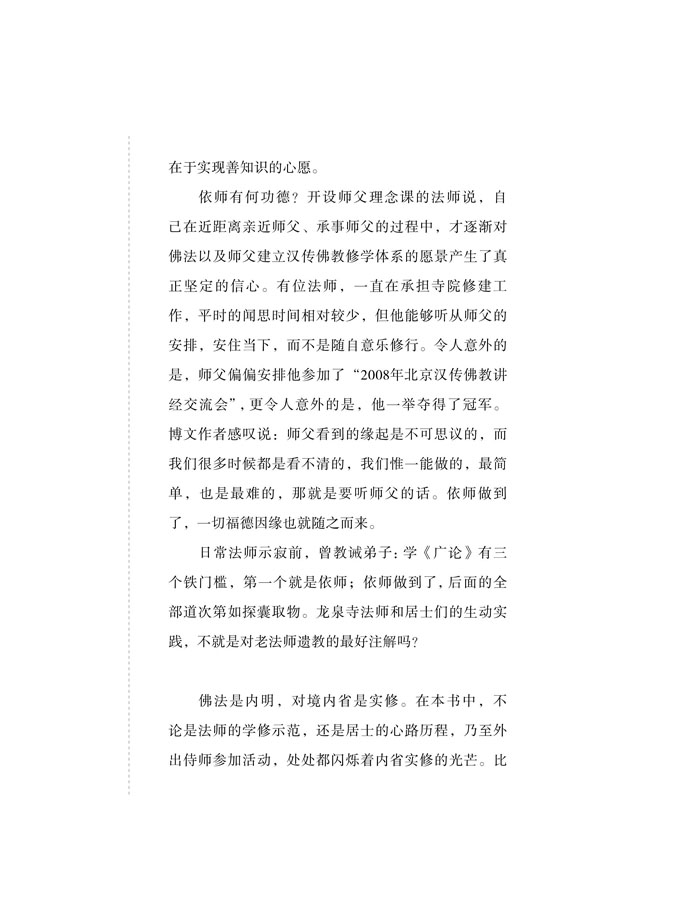 在于实现善知识的心愿。
依师有何功德？开设师父理念课的法师说，自
己在近距离亲近师父、承事师父的过程中，才逐渐对
佛法以及师父建立汉传佛教修学体系的愿景产生了真
正坚定的信心。有位法师，一直在承担寺院修建工
作，平时的闻思时间相对较少，但他能够听从师父的
安排，安住当下，而不是随自意乐修行。令人意外的
是，师父偏偏安排他参加了“2008年北京汉传佛教讲
经交流会”，更令人意外的是，他一举夺得了冠军。
博文作者感叹说：师父看到的缘起是不可思议的，而
我们很多时候都是看不清的，我们惟一能做的，最简
单，也是最难的，那就是要听师父的话。依师做到
了，一切福德因缘也就随之而来。
日常法师示寂前，曾教诫弟子：学《广论》有三
个铁门槛，第一个就是依师；依师做到了，后面的全
部道次第如探囊取物。龙泉寺法师和居士们的生动实
践，不就是对老法师遗教的最好注解吗？
佛法是内明，对境内省是实修。在本书中，不
论是法师的学修示范，还是居士的心路历程，乃至外
出侍师参加活动，处处都闪烁着内省实修的光芒。比